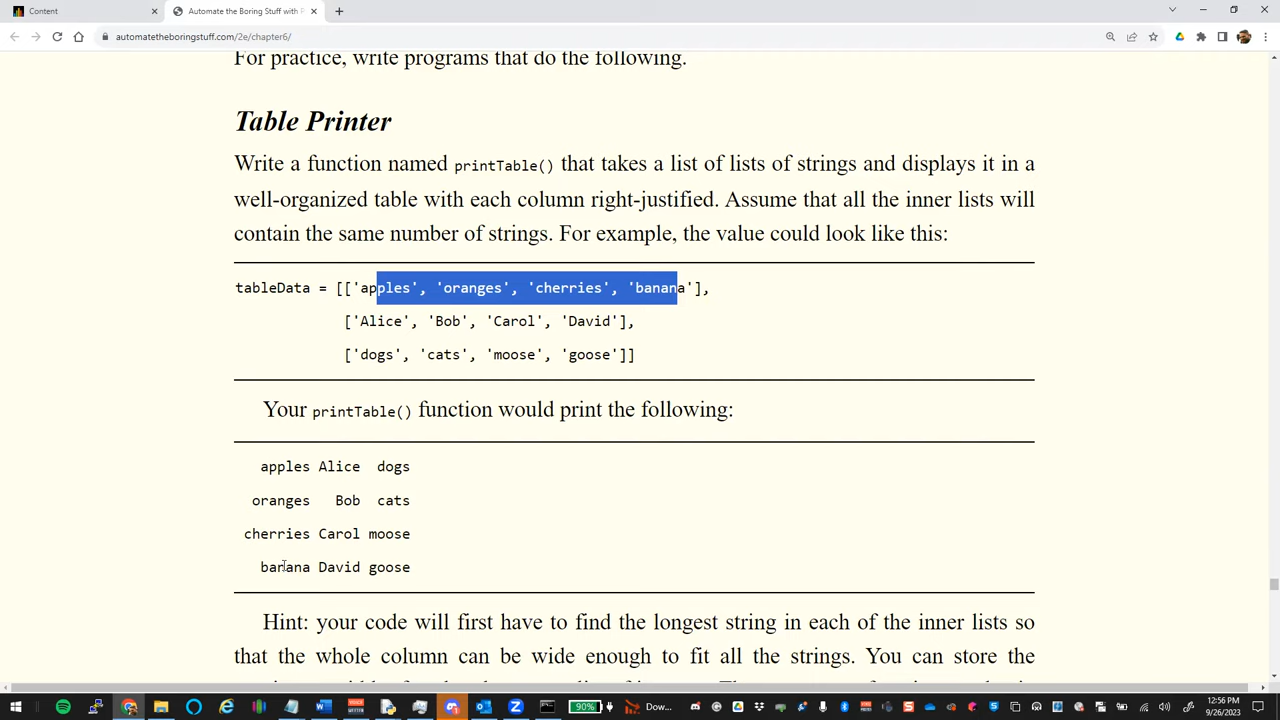 Content
Automate the Boring Stuff with P
automatetheboringstuff.com/2e/chapter6/
For practice, write programs that do the following.
Table Printer
Write a function named printTable() that takes a list of lists of strings and displays it in a
well-organized table with each column right-justified. Assume that all the inner lists will
contain the same number of strings. For example, the value could look like this:
tableData = [['apples', 'oranges', 'cherries', 'banana'],
['Alice', 'Bob', 'Carol', 'David'],
['dogs', 'cats', 'moose', 'goose']]
Your printTable() function would print the following:
apples Alice  dogs
oranges   Bob  cats
cherries Carol moose
banana David goose
Hint: your code will first have to find the longest string in each of the inner lists so
that the whole column can be wide enough to fit all the strings. You can store the
90%
Dow...
12:56 PM
9/26/2023